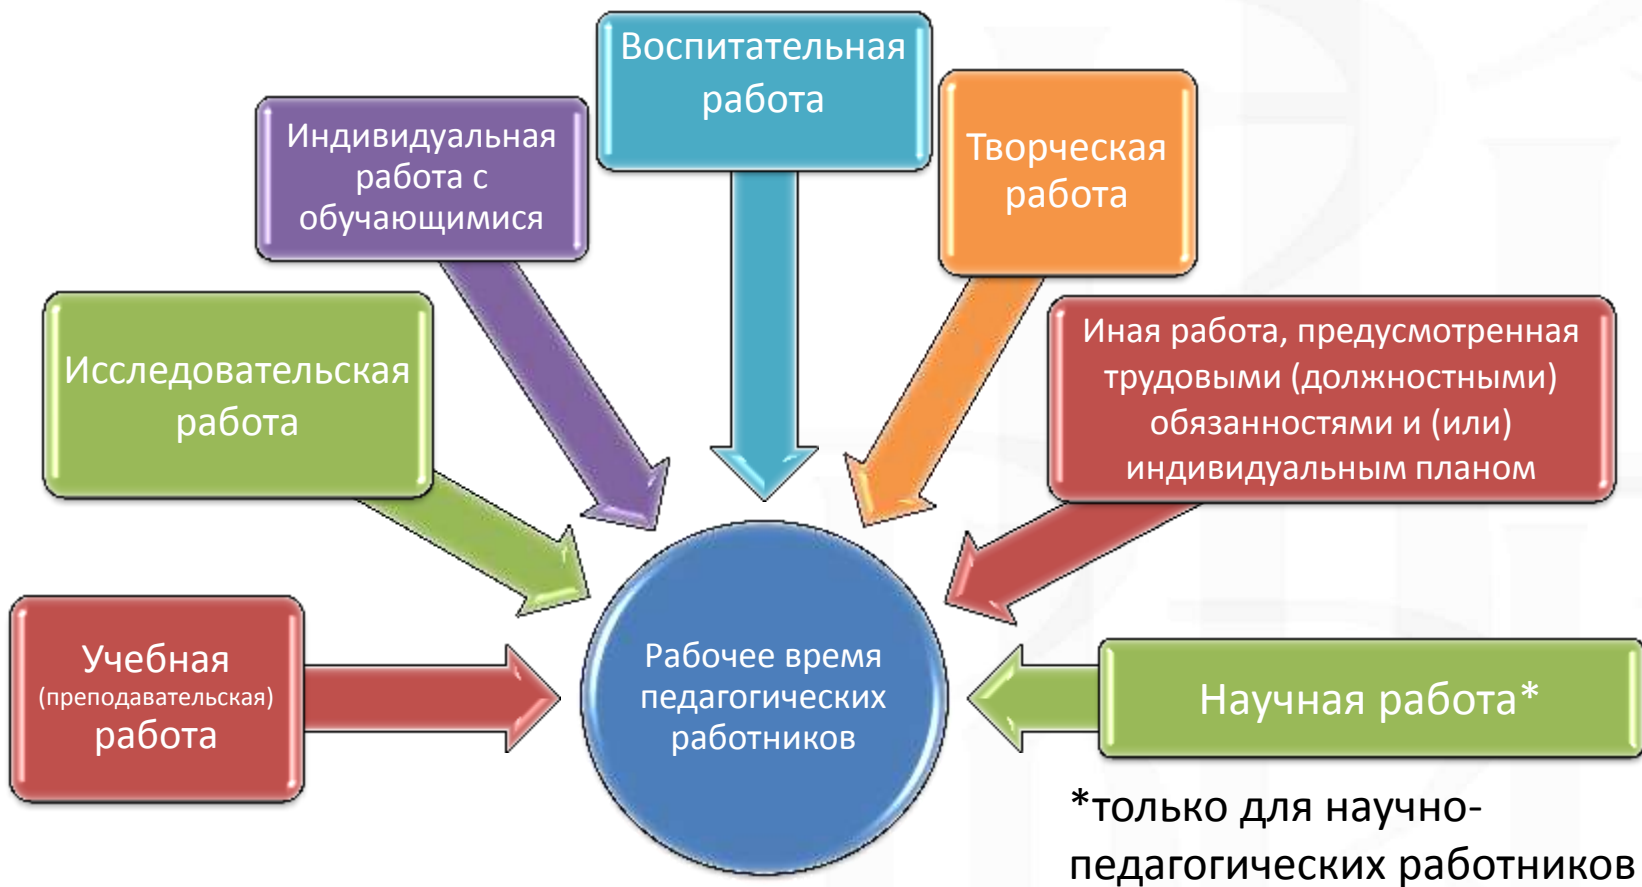 Воспитательная
работа
Индивидуальная
работа с
обучающимися
Творческая
работа
Исследовательская
работа
Иная работа, предусмотренная
трудовыми (должностными)
обязанностями и (или)
индивидуальным планом
Учебная
(преподавательская)
работа
Рабочее время
педагогических
работников
Научная работа*
*только для научно-
педагогических работников